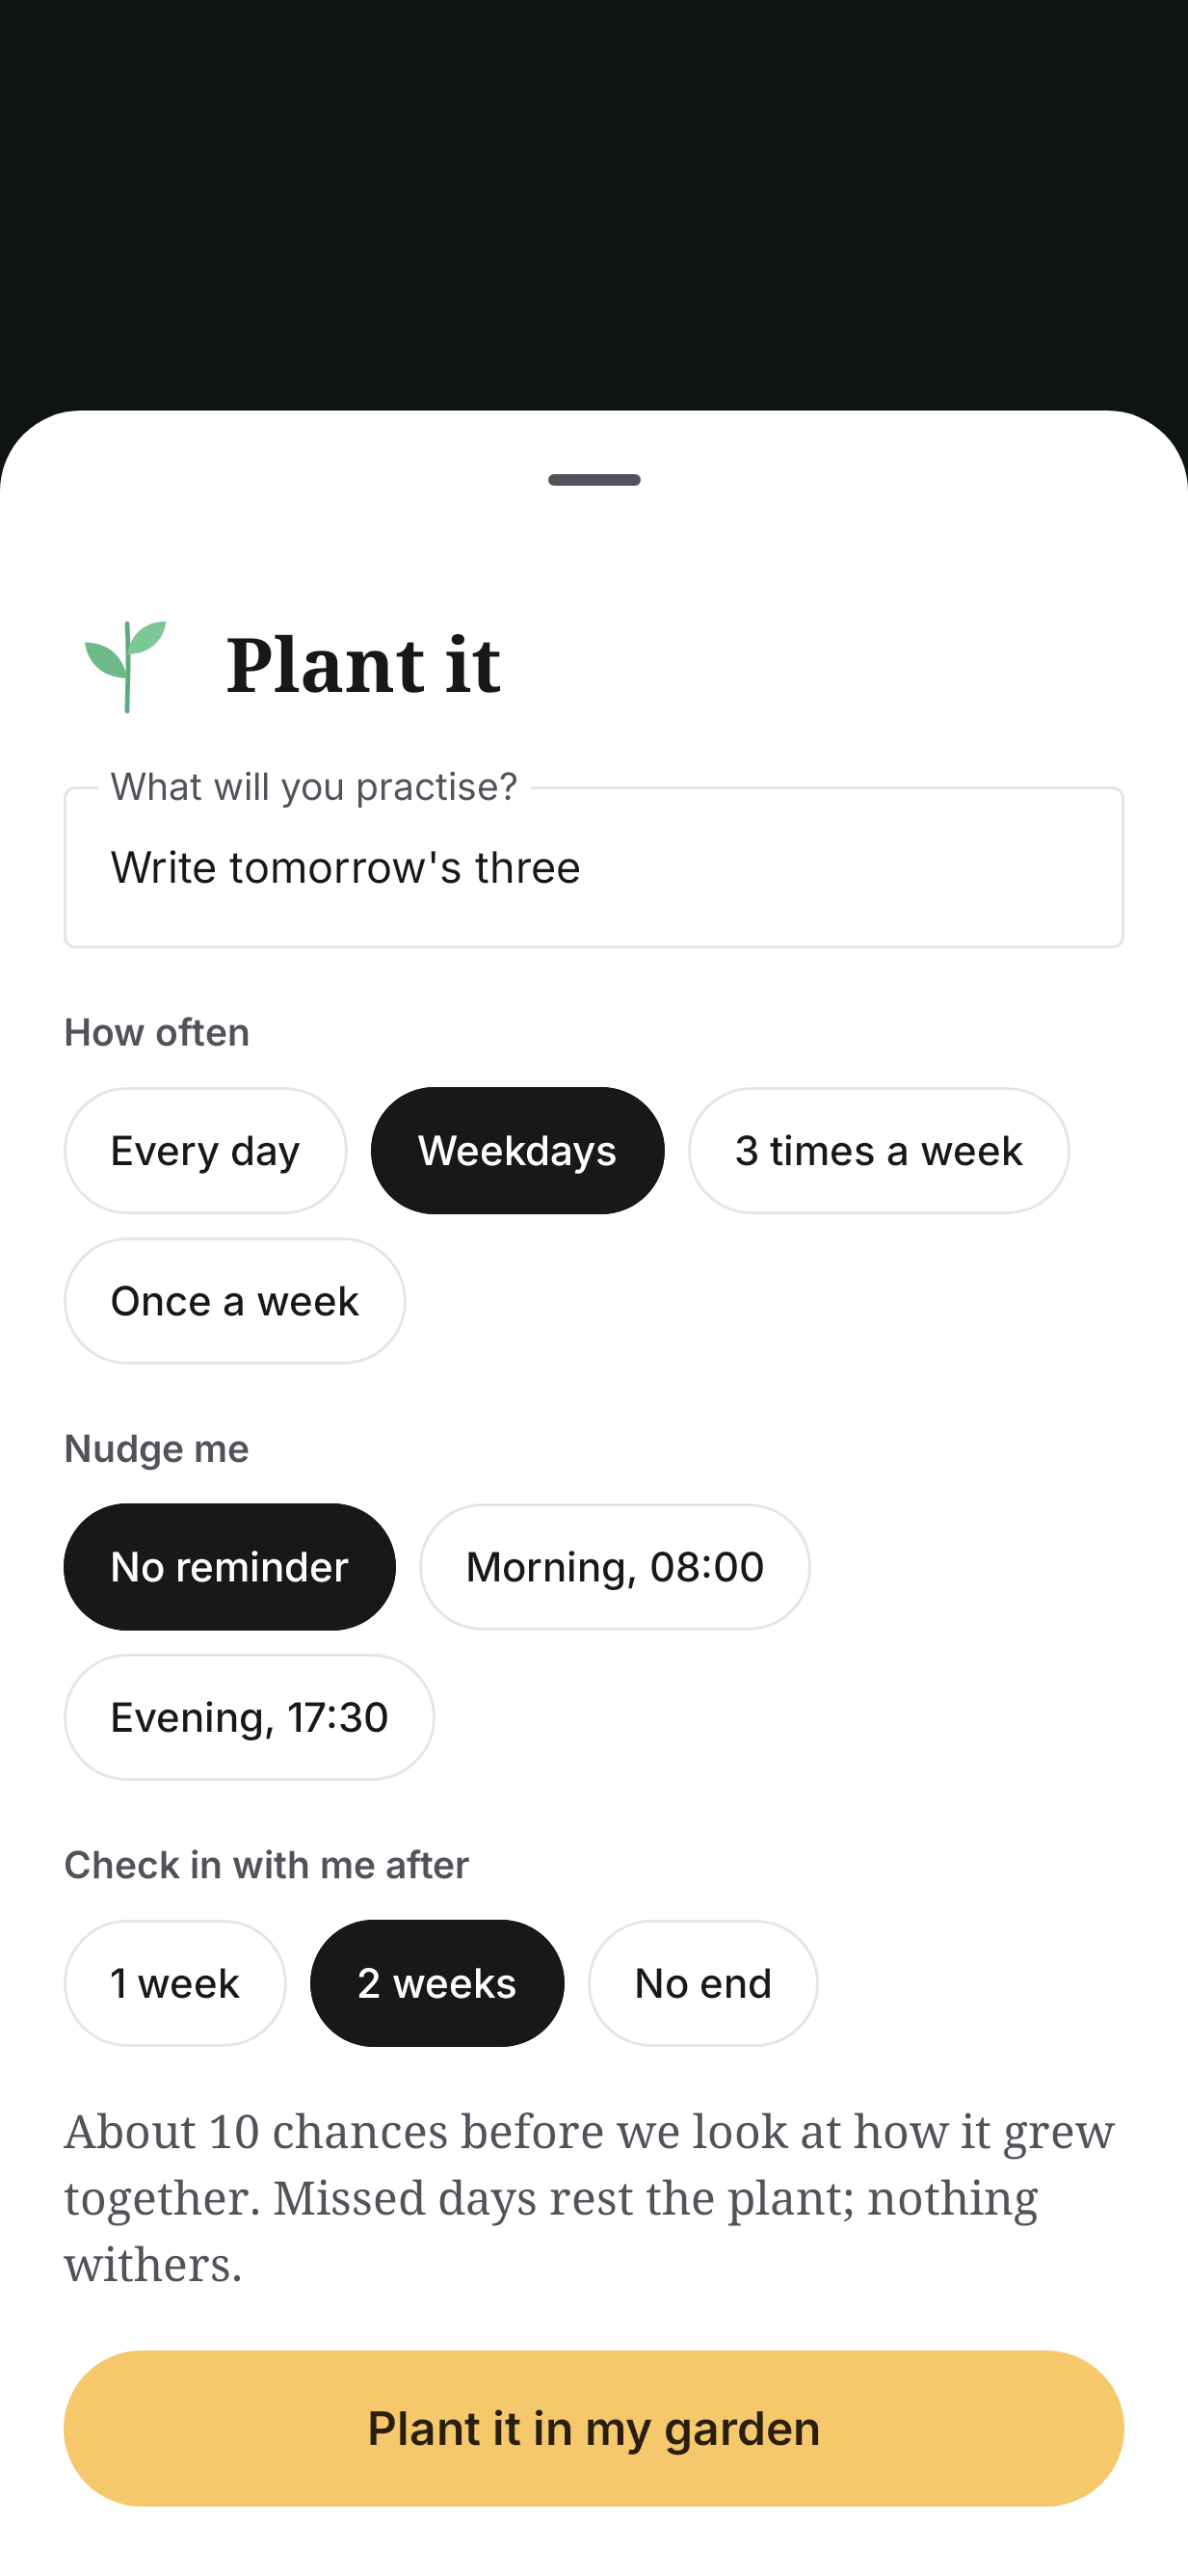 Plant it
What will you practise?
Write tomorrow's three
How often
Every day
Weekdays
3 times a week
Once a week
Nudge me
No reminder
Morning, 08:00
Evening, 17:30
Check in with me after
1 week
2 weeks
No end
About 10 chances before we look at how it grew
together. Missed days rest the plant; nothing
withers.
Plant it in my garden